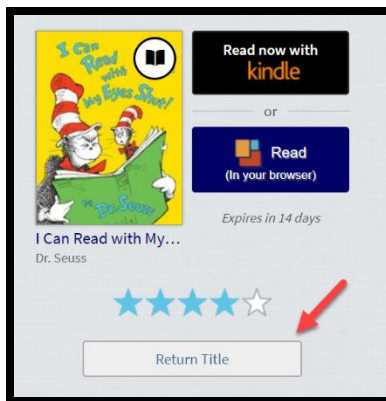 I Can
Read
with
My Eyes Shut!
By Dr. Seuss
I Can Read with My...
Dr. Seuss
Read now with
kindle
or
Read
(In your browser)
Expires in 14 days
Return Title